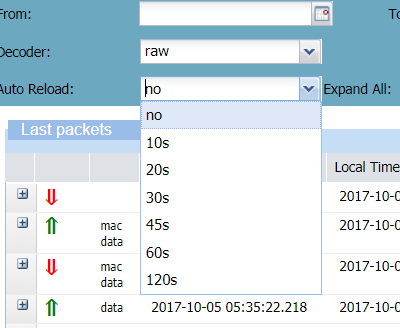 From:
To
Decoder:
raw
Auto Reload:
no
Expand All:
no
10s
20s
30s
45s
60s
120s
Last packets
Local Time
2017-10-0
mac
data
2017-10-0
mac
data
2017-10-0
data
2017-10-05 05:35:22.218
2017-10-0